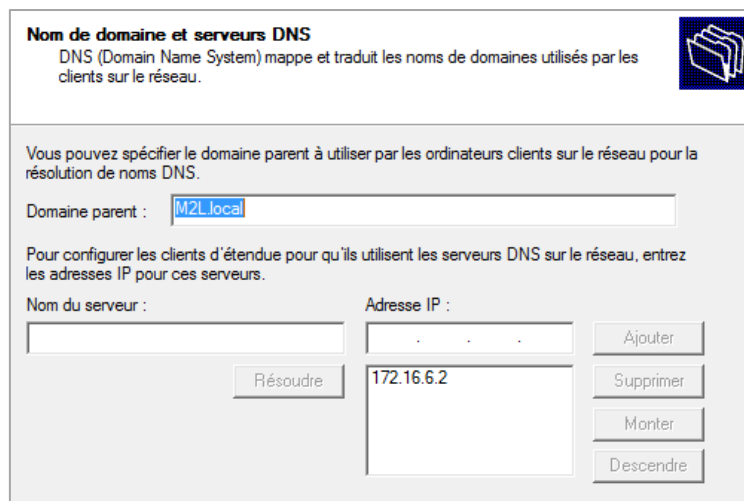 Nom de domaine et serveurs DNS
DNS (Domain Name System) mappe et traduit les noms de domaines utilisés par les
clients sur le réseau.
Vous pouvez spécifier le domaine parent à utiliser par les ordinateurs clients sur le réseau pour la
résolution de noms DNS.
Domaine parent : M2L.local
Pour configurer les clients d'étendue pour qu'ils utilisent les serveurs DNS sur le réseau, entrez
les adresses IP pour ces serveurs.
Nom du serveur : Adresse IP :
. . . Ajouter
Résoudre 172.16.6.2 Supprimer
Monter
Descendre